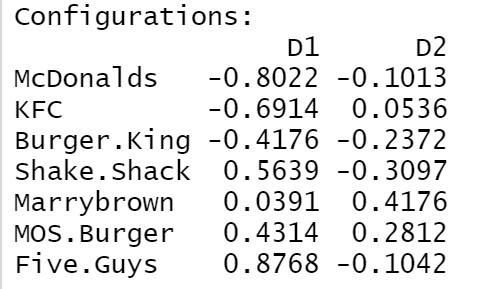 Configurations:
                 D1      D2
McDonalds   -0.8022 -0.1013
KFC         -0.6914  0.0536
Burger.King -0.4176 -0.2372
Shake.Shack  0.5639 -0.3097
Marrybrown   0.0391  0.4176
MOS.Burger   0.4314  0.2812
Five.Guys    0.8768 -0.1042